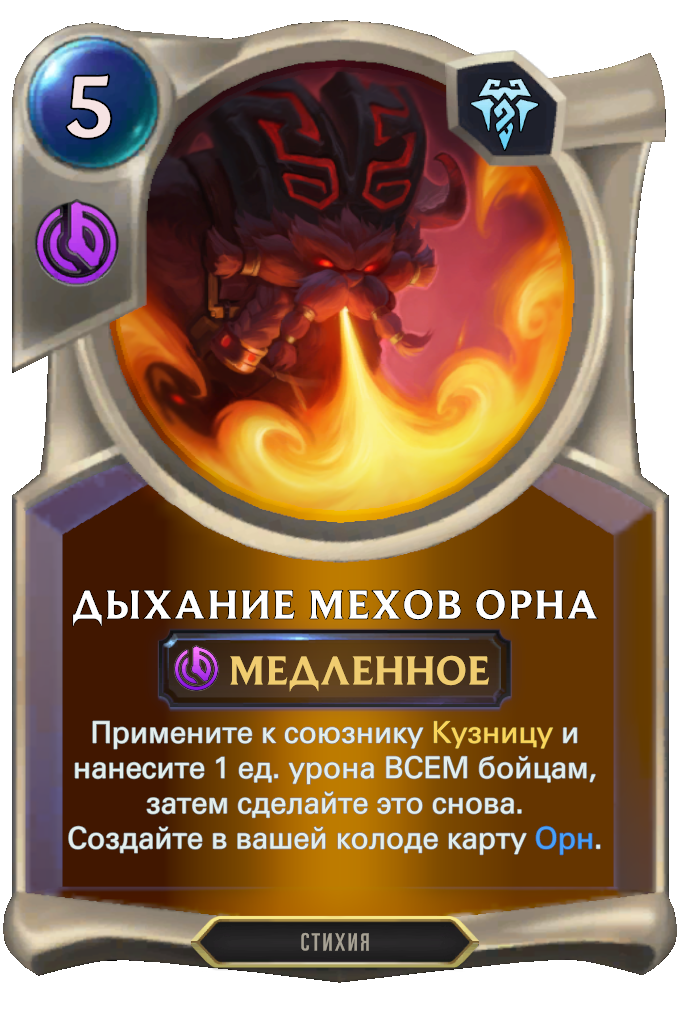 5
ДЫХАНИЕ МЕХОВ ОРНА
МЕДЛЕННОЕ
Примените к союзнику Кузницу и
нанесите 1 ед. урона ВСЕМ бойцам,
затем сделайте это снова.
Создайте в вашей колоде карту Орн.
СТИХИЯ